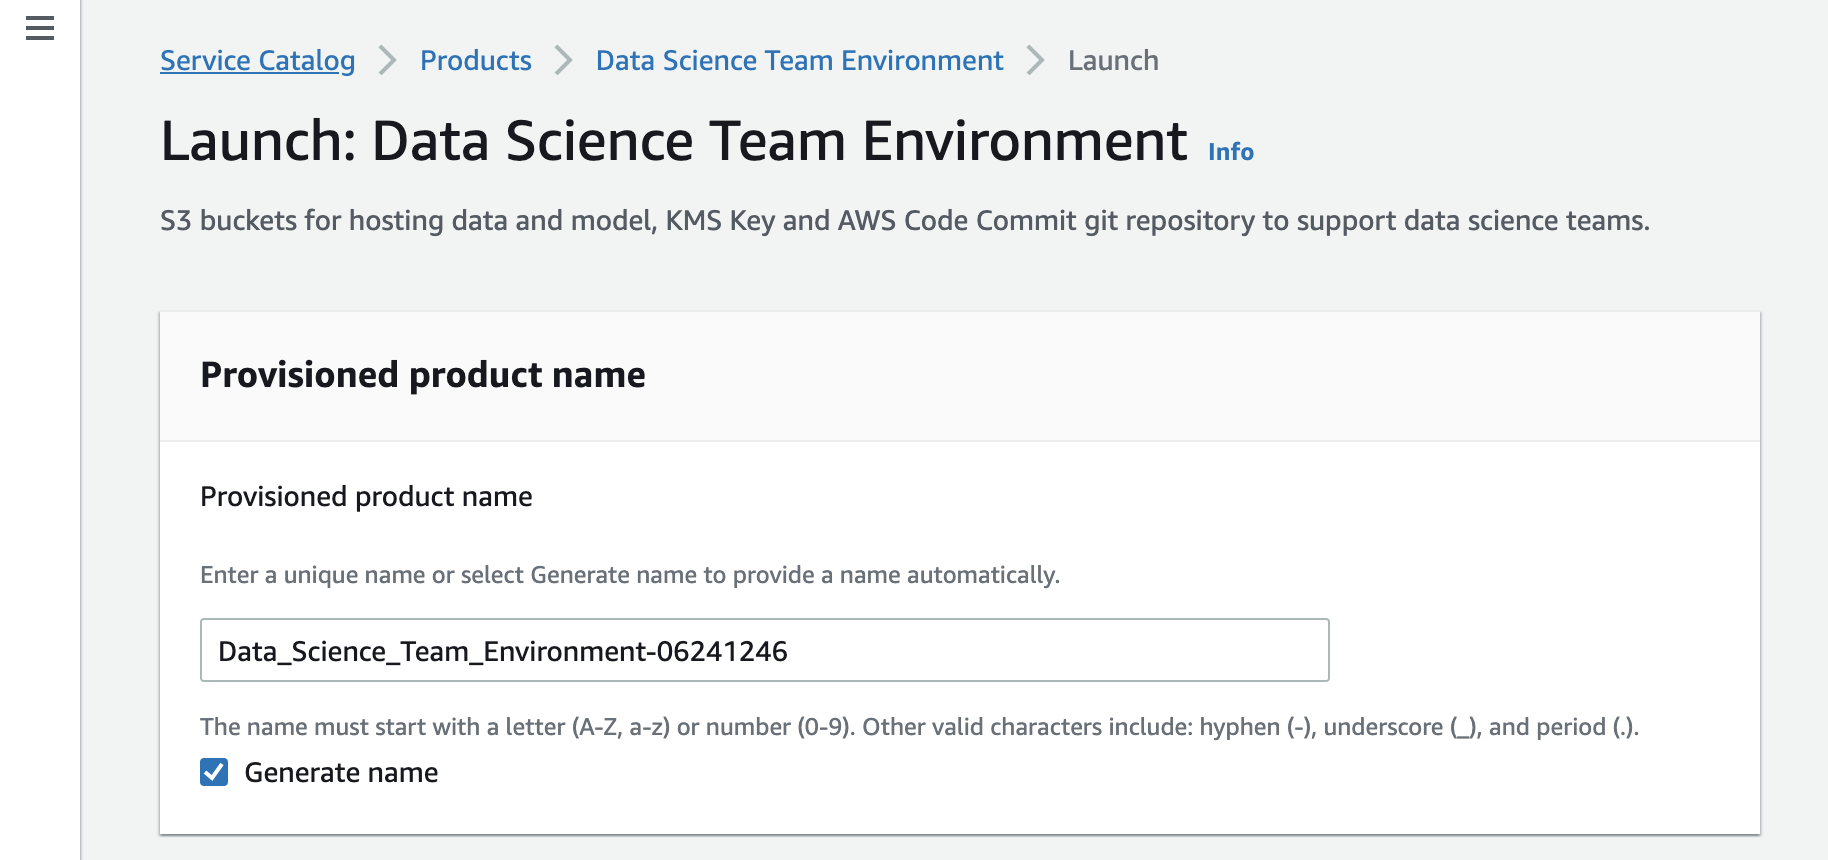 Service Catalog > Products > Data Science Team Environment > Launch
Launch: Data Science Team Environment Info
S3 buckets for hosting data and model, KMS Key and AWS Code Commit git repository to support data science teams.
Provisioned product name
Provisioned product name
Enter a unique name or select Generate name to provide a name automatically.
Data_Science_Team_Environment-06241246
The name must start with a letter (A-Z, a-z) or number (0-9). Other valid characters include: hyphen (-), underscore (_), and period (.).
Generate name